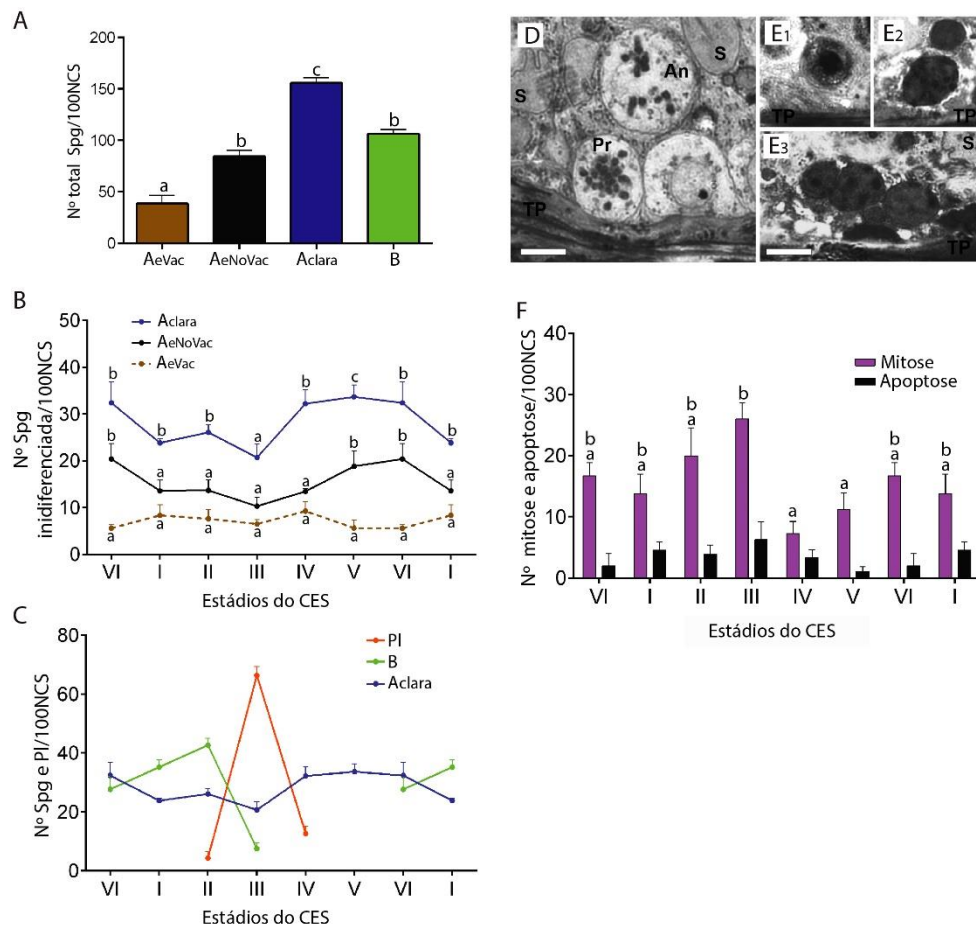 A
Nº total Spg/100NCS
200
150
100
50
0
a
b
c
b
AeVac
AeNoVac
Aclara
B
B
Nº Spg
inidiferenciada/100NCS
Aclara
AeNoVac
AeVac
50
40
30
20
10
0
b
b
b
a
b
c
b
b
b
a
a
a
a
b
b
a
a
a
a
a
a
a
a
a
VI I II III IV V VI I
Estádios do CES
C
Nº Spg e Pl/100NCS
Pl
B
Aclara
80
60
40
20
0
VI I II III IV V VI I
Estádios do CES
D
S
An
S
Pr
TP
E1
TP
E2
TP
E3
S
TP
F
Nº mitose e apoptose/100NCS
Mitose
Apoptose
40
30
20
10
0
b
a
b
a
b
a
b
a
a
b
a
b
a
VI I II III IV V VI I
Estádios do CES